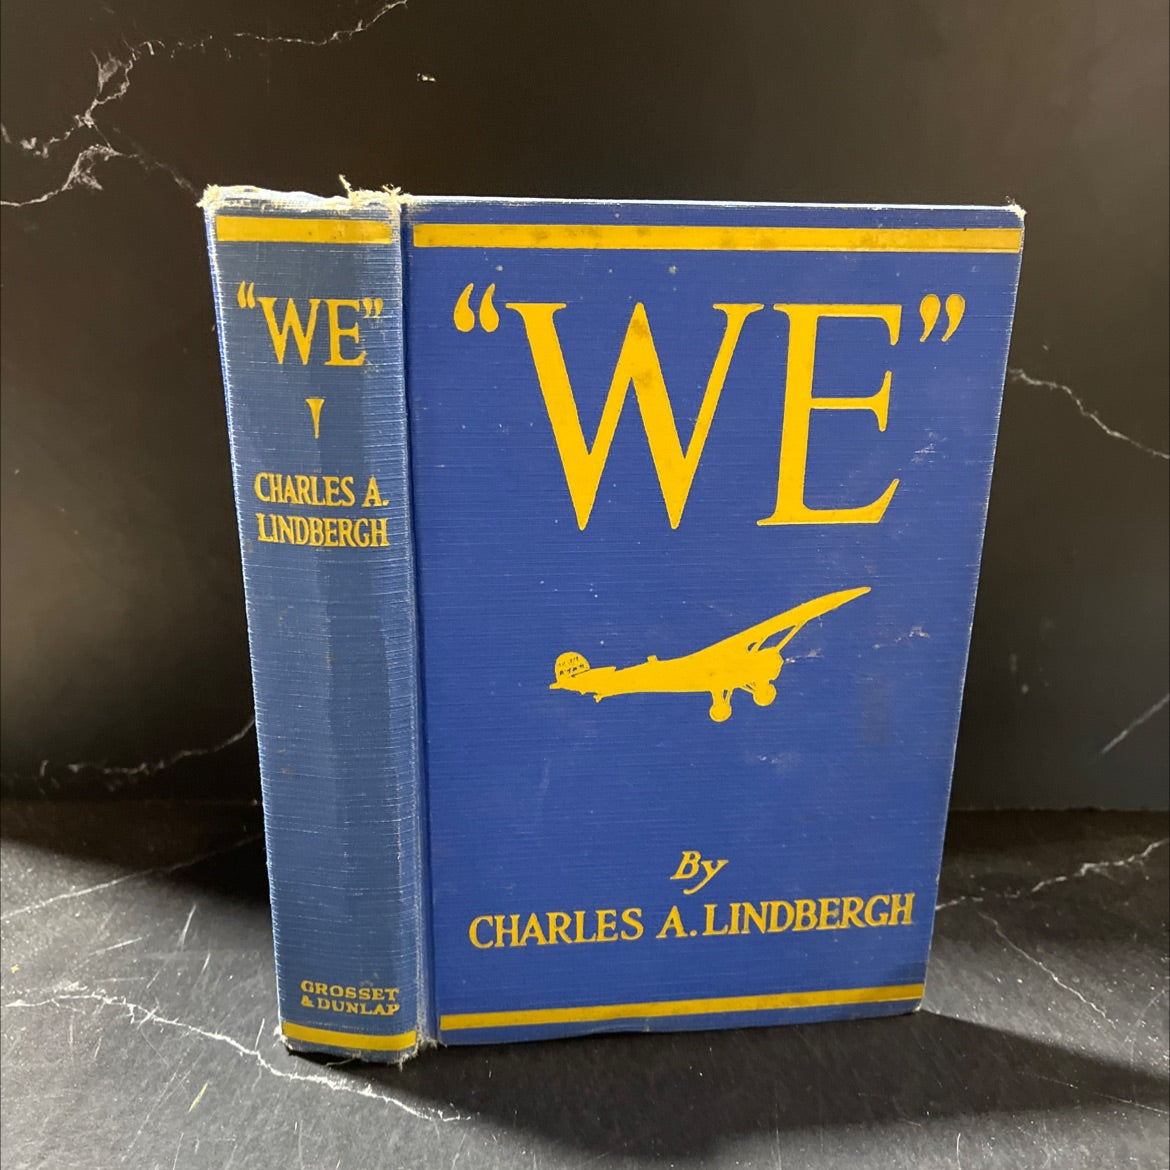 “WE”
CHARLES A.
LINDBERGH
GROSSET
& DUNLAP
“WE”
By
CHARLES A. LINDBERGH